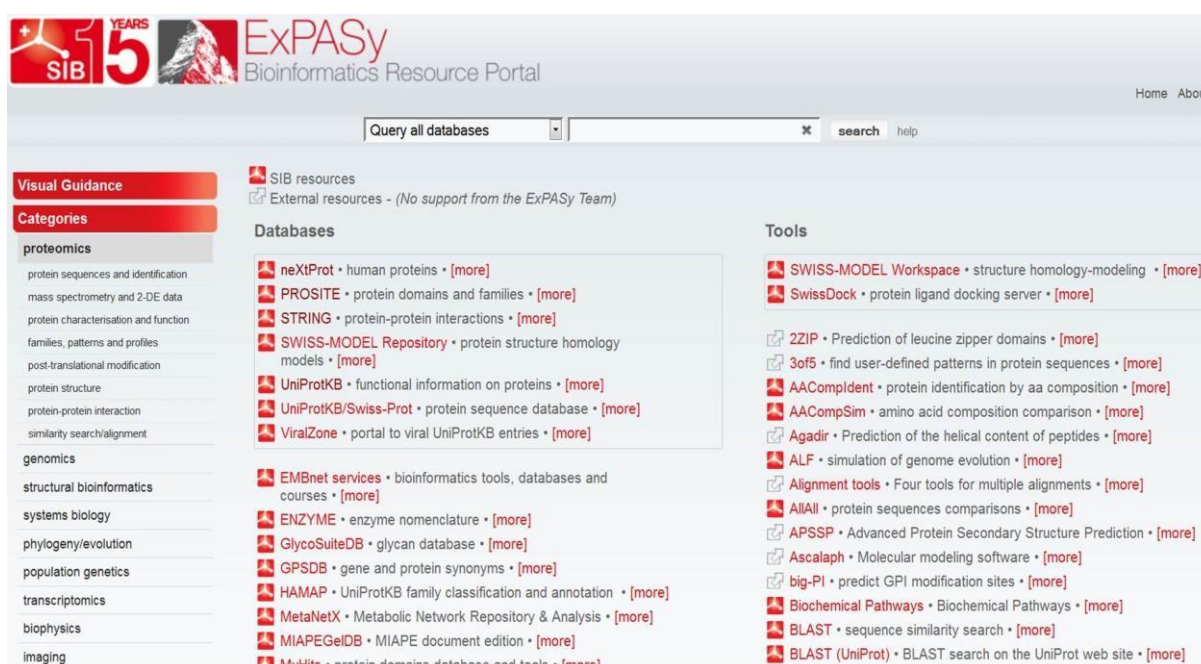 YEARS
SIB 15
ExPASy
Bioinformatics Resource Portal
Home
Query all databases
search help
Visual Guidance
Categories
proteomics
protein sequences and identification
mass spectrometry and 2-DE data
protein characterisation and function
families, patterns and profiles
post-translational modification
protein structure
protein-protein interaction
similarity search/alignment
genomics
structural bioinformatics
systems biology
phylogeny/evolution
population genetics
transcriptomics
biophysics
imaging
SIB resources
External resources - (No support from the ExPASy Team)
Databases
neXtProt • human proteins • [more]
PROSITE • protein domains and families • [more]
STRING • protein-protein interactions • [more]
SWISS-MODEL Repository • protein structure homology
models • [more]
UniProtKB • functional information on proteins • [more]
UniProtKB/Swiss-Prot • protein sequence database • [more]
ViralZone • portal to viral UniProtKB entries • [more]
EMBnet services • bioinformatics tools, databases and
courses • [more]
ENZYME • enzyme nomenclature • [more]
GlycoSuiteDB • glycan database • [more]
GPSDB • gene and protein synonyms • [more]
HAMAP • UniProtKB family classification and annotation • [more]
MetaNetX • Metabolic Network Repository & Analysis • [more]
MIAPEGelDB • MIAPE document edition • [more]
MyHits • protein domains database and tools • [more]
Tools
SWISS-MODEL Workspace • structure homology-modeling • [more]
SwissDock • protein ligand docking server • [more]
2ZIP • Prediction of leucine zipper domains • [more]
3of5 • find user-defined patterns in protein sequences • [more]
AACompIdent • protein identification by aa composition • [more]
AACompSim • amino acid composition comparison • [more]
Agadir • Prediction of the helical content of peptides • [more]
ALF • simulation of genome evolution • [more]
Alignment tools • Four tools for multiple alignments • [more]
AllAll • protein sequences comparisons • [more]
APSSP • Advanced Protein Secondary Structure Prediction • [more]
Ascalaph • Molecular modeling software • [more]
big-PI • predict GPI modification sites • [more]
Biochemical Pathways • Biochemical Pathways • [more]
BLAST • sequence similarity search • [more]
BLAST (UniProt) • BLAST search on the UniProt web site • [more]